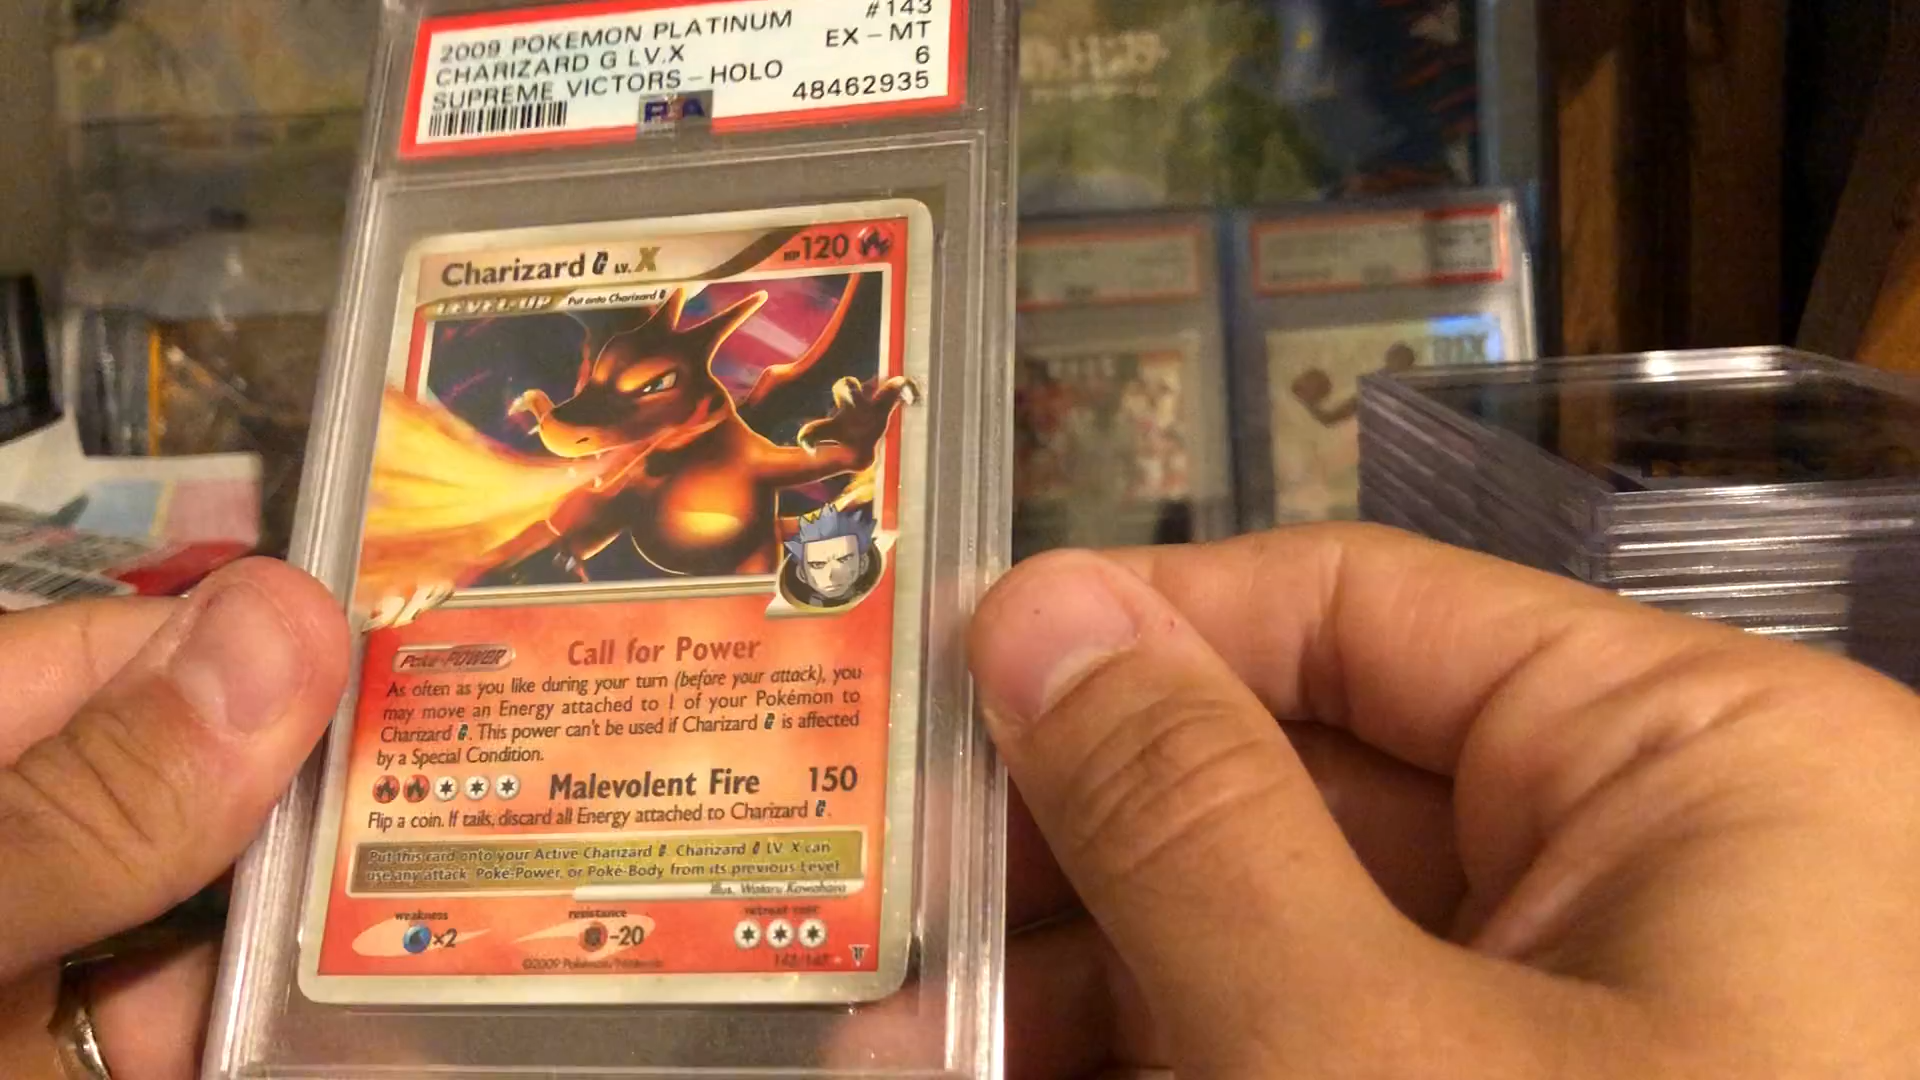 2009 POKEMON PLATINUM #143
CHARIZARD G LV.X EX - MT
SUPREME VICTORS - HOLO 6
48462935
PSA
Charizard G LV.X HP120
LEVEL-UP Put onto Charizard G
SP
Poké-POWER Call for Power
As often as you like during your turn (before your attack), you
may move an Energy attached to 1 of your Pokémon to
Charizard G. This power can't be used if Charizard G is affected
by a Special Condition.
Malevolent Fire 150
Flip a coin. If tails, discard all Energy attached to Charizard G.
Put this card onto your Active Charizard G. Charizard G LV. X can
use any attack, Poké-Power, or Poké-Body from its previous Level.
Illus. Wataru Kawahara
weakness resistance retreat cost
×2 -20
©2009 Pokémon/Nintendo